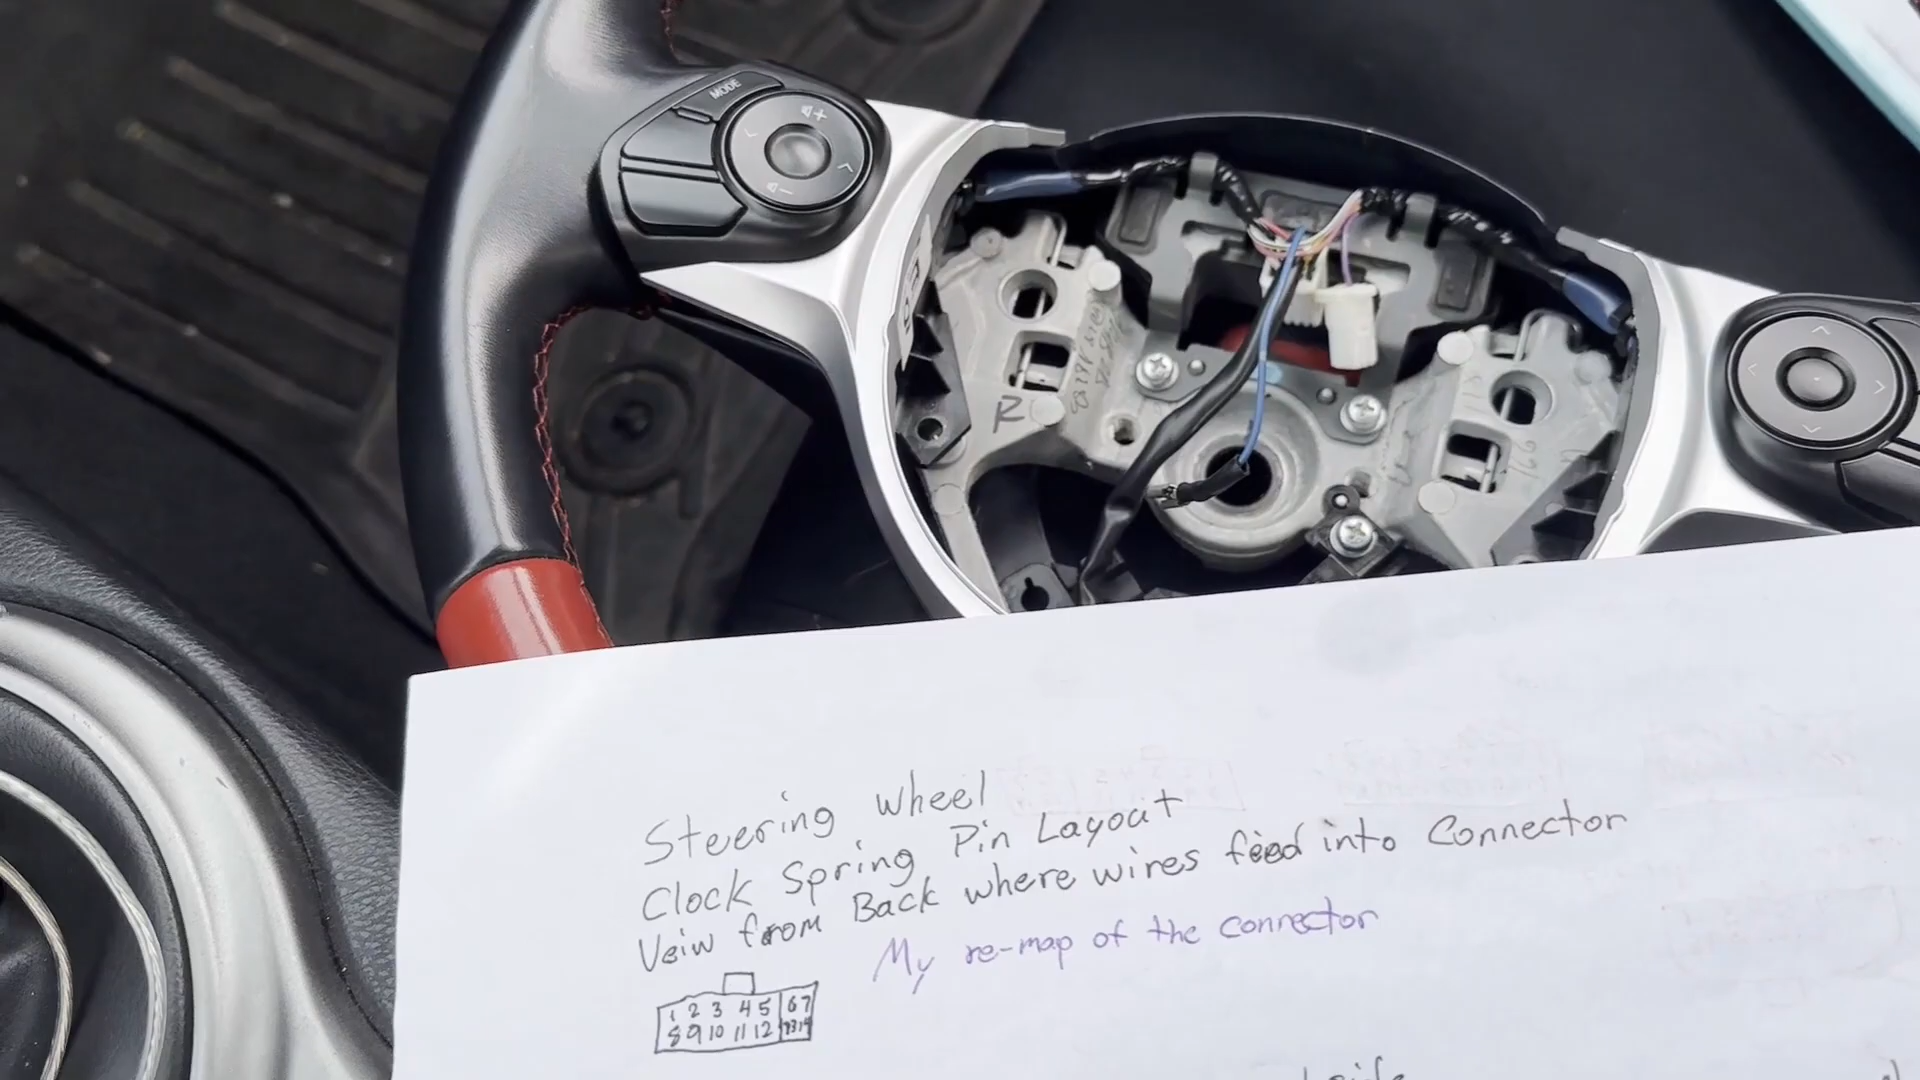 MODE
R
Steering wheel
Clock Spring Pin Layout
Veiw from Back where wires feed into Connector
My re-map of the connector
1 2 3 4 5 6 7
8 9 10 11 12 13 14